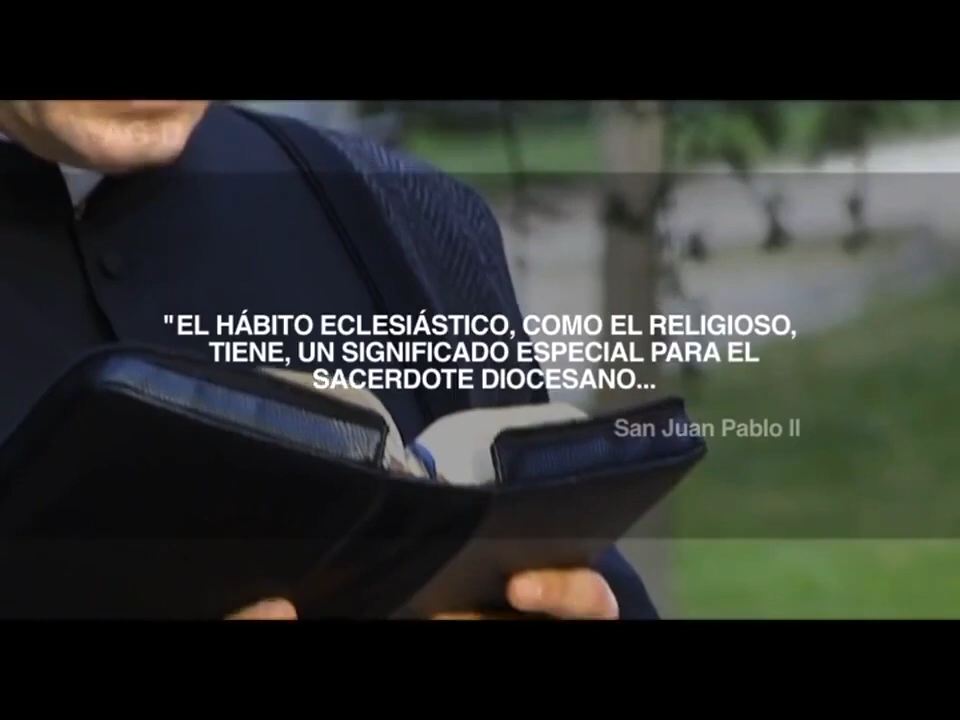 "EL HÁBITO ECLESIÁSTICO, COMO EL RELIGIOSO,
TIENE, UN SIGNIFICADO ESPECIAL PARA EL
SACERDOTE DIOCESANO...
San Juan Pablo II